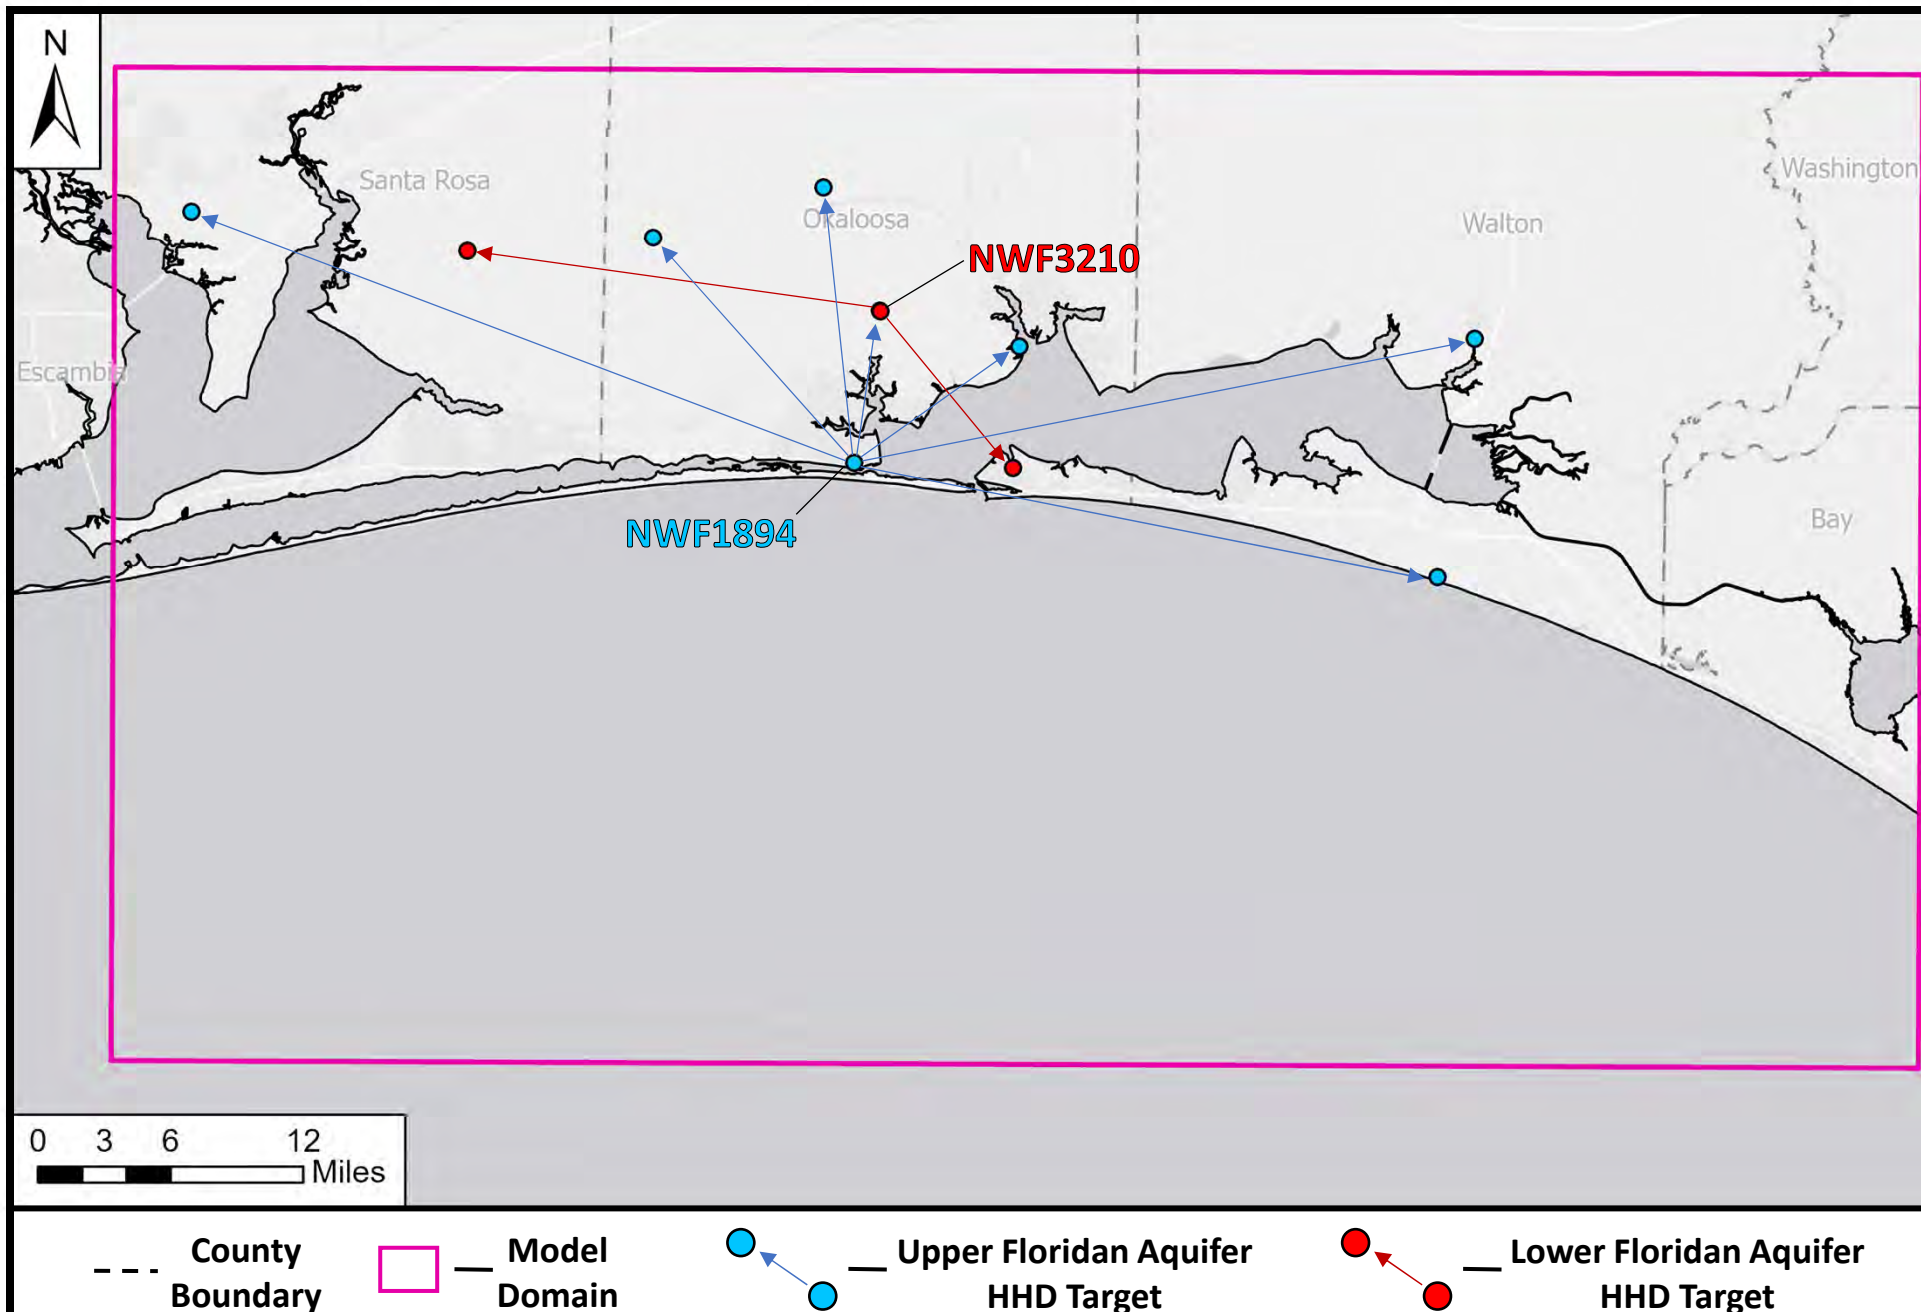 N
Santa Rosa
Okaloosa
Walton
Washington
NWF3210
Escambia
NWF1894
Bay
0 3 6 12
Miles
County
Boundary
Model
Domain
Upper Floridan Aquifer
HHD Target
Lower Floridan Aquifer
HHD Target